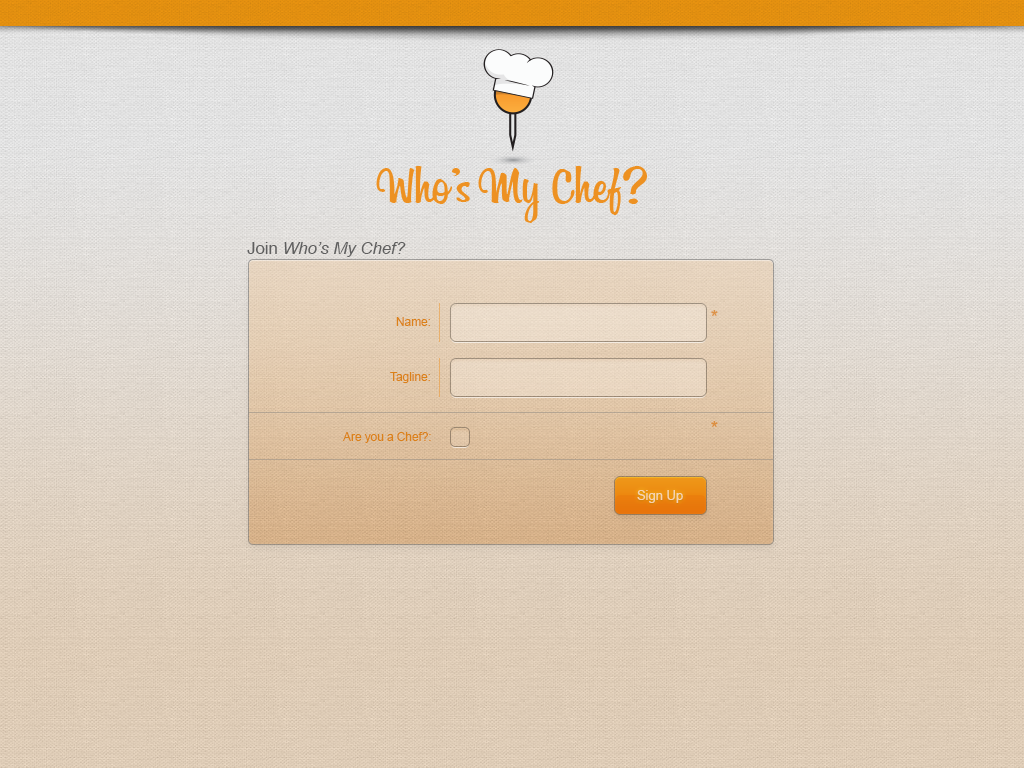 Who's My Chef?
Join Who's My Chef?
Name: *
Tagline:
Are you a Chef?: *
Sign Up